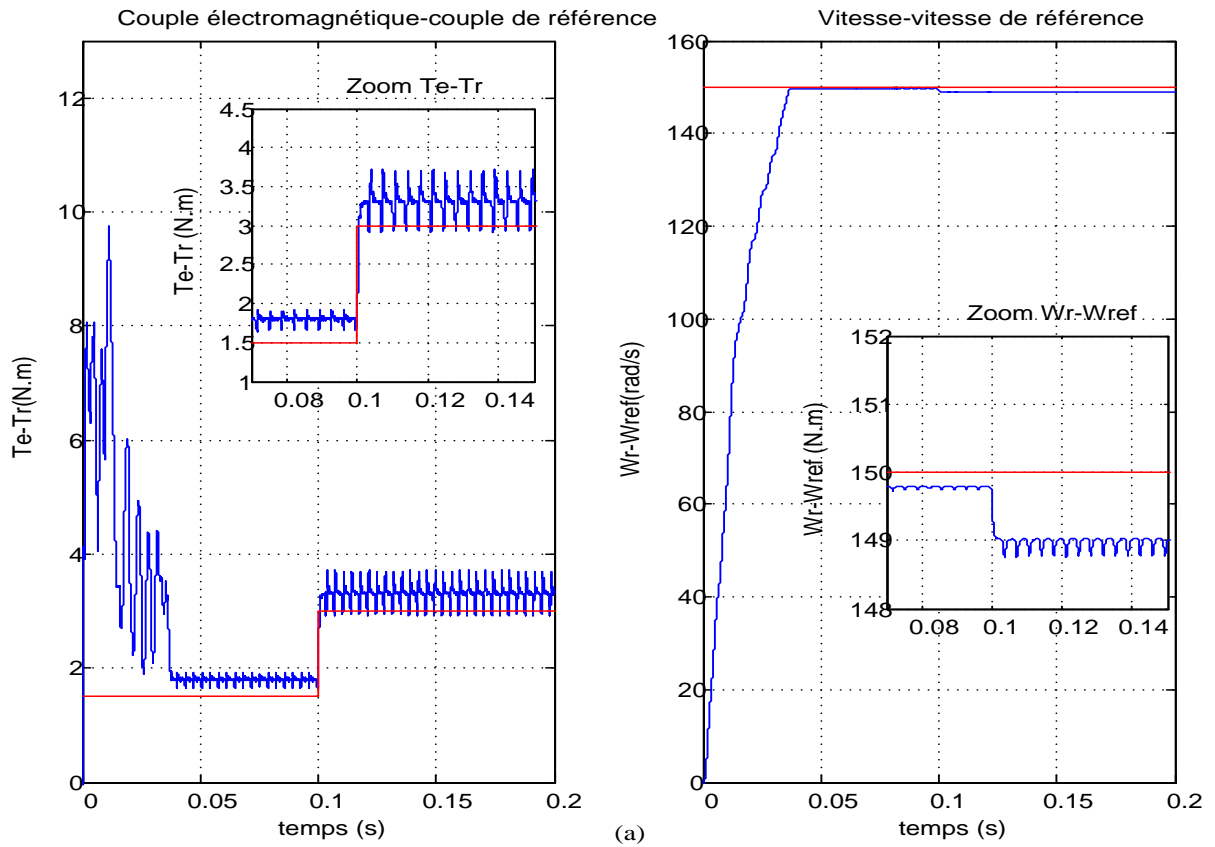 Couple électromagnétique-couple de référence
12
10
8
6
4
2
0
Te-Tr(N.m)
0 0.05 0.1 0.15 0.2
temps (s)
Zoom Te-Tr
4.5
4
3.5
3
2.5
2
1.5
1
Te-Tr (N.m)
0.08 0.1 0.12 0.14
Vitesse-vitesse de référence
160
140
120
100
80
60
40
20
0
Wr-Wref(rad/s)
0 0.05 0.1 0.15 0.2
temps (s)
Zoom Wr-Wref
152
151
150
149
148
Wr-Wref (N.m)
0.08 0.1 0.12 0.14
(a)